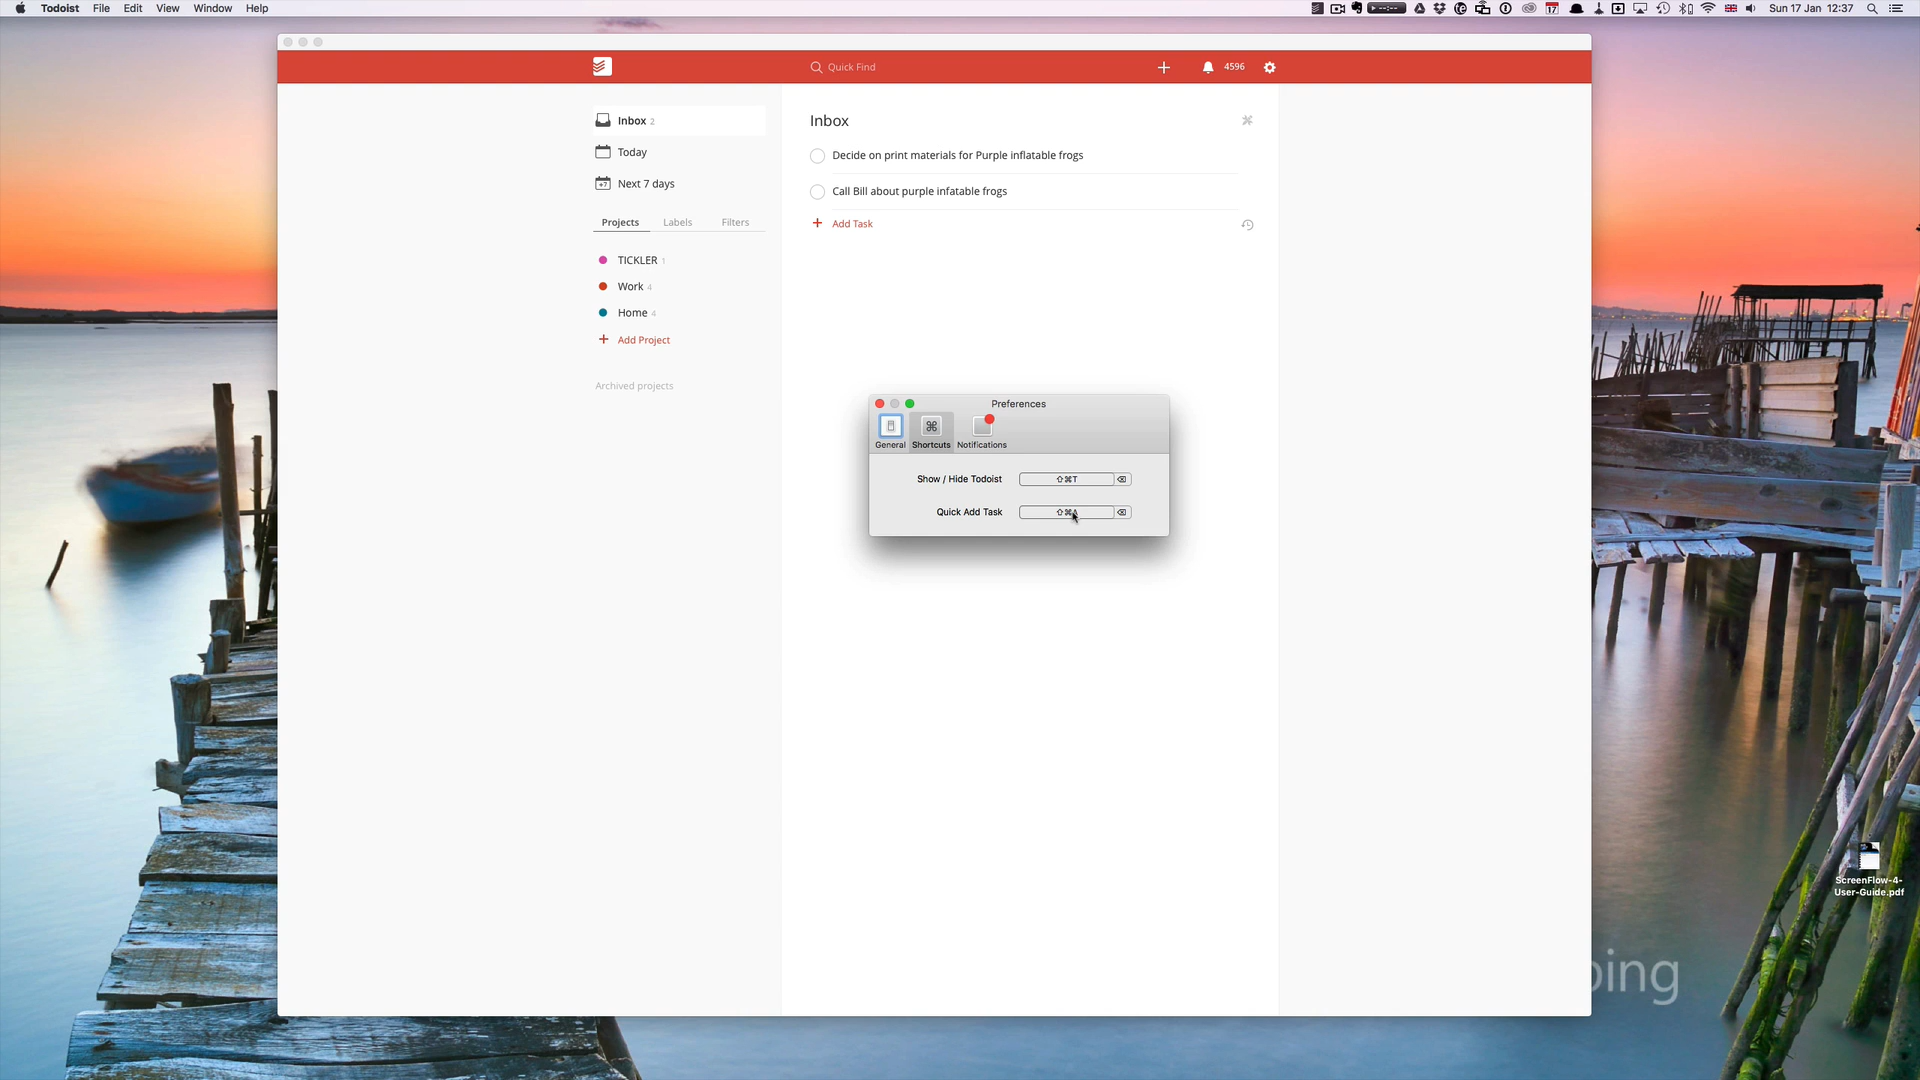 Todoist File Edit View Window Help
Sun 17 Jan 12:37
Quick Find
4596
Inbox 2
Today
Next 7 days
Projects Labels Filters
TICKLER 1
Work 4
Home 4
+ Add Project
Archived projects
Inbox
Decide on print materials for Purple inflatable frogs
Call Bill about purple infatable frogs
+ Add Task
Preferences
General Shortcuts Notifications
Show / Hide Todoist ⇧⌘T
Quick Add Task
ScreenFlow-4-
User-Guide.pdf